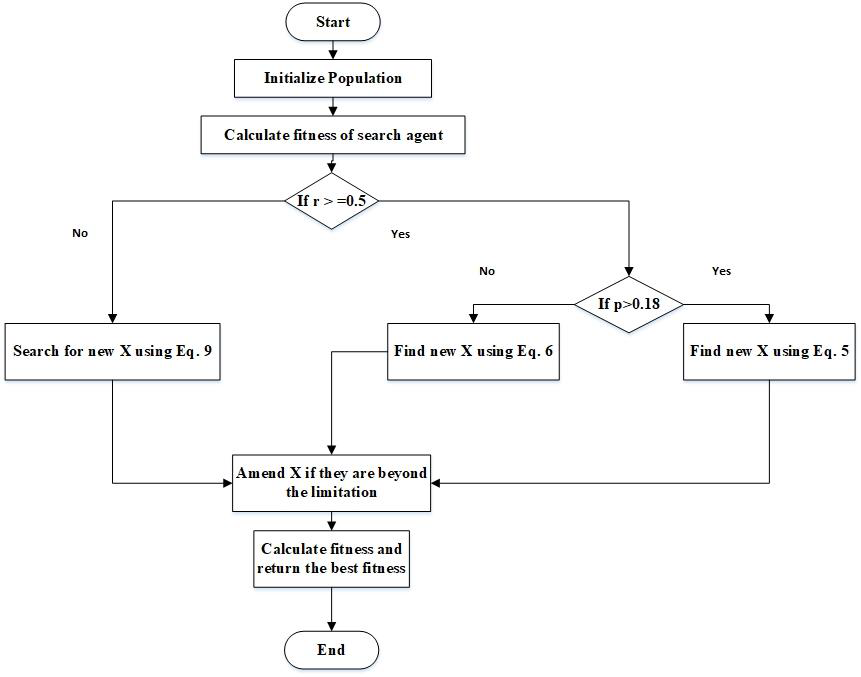 Start
Initialize Population
Calculate fitness of search agent
If r > =0.5
No
Yes
No
Yes
If p>0.18
Search for new X using Eq. 9
Find new X using Eq. 6
Find new X using Eq. 5
Amend X if they are beyond
the limitation
Calculate fitness and
return the best fitness
End